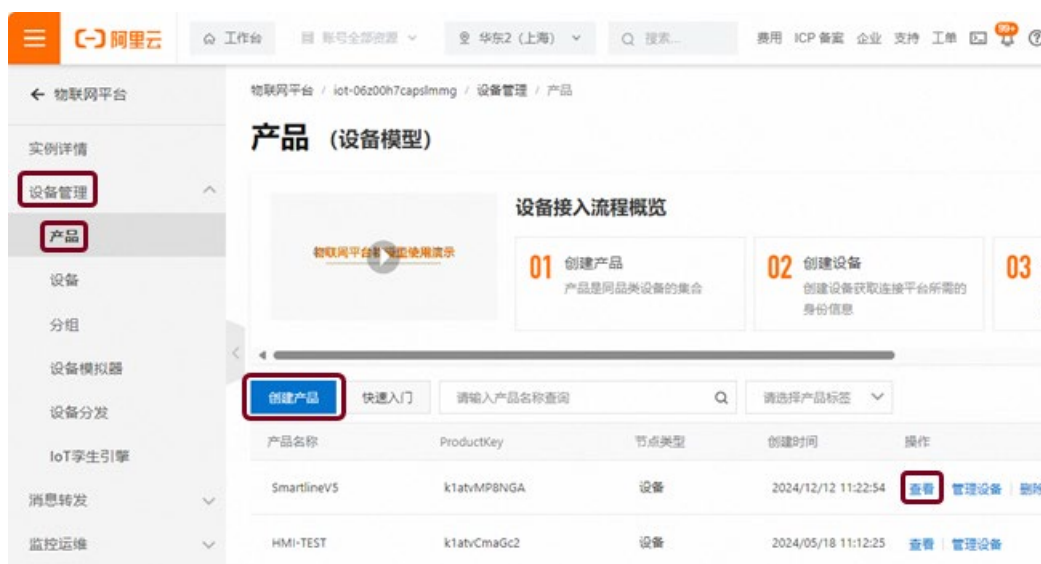 阿里云 工作台 账号全部资源 华东2（上海） 搜索... 费用 ICP 备案 企业 支持 工单 99+
物联网平台
物联网平台 / iot-06z00h7capslmmg / 设备管理 / 产品
产品 （设备模型）
实例详情
设备管理
产品
设备
分组
设备模拟器
设备分发
IoT孪生引擎
消息转发
监控运维
设备接入流程概览
01 创建产品
产品是同品类设备的集合
02 创建设备
创建设备获取连接平台所需的
身份信息
03
创建产品 快速入门 请输入产品名称查询 请选择产品标签
产品名称 ProductKey 节点类型 创建时间 操作
SmartlineV5 k1atvMP8NGA 设备 2024/12/12 11:22:54 查看 管理设备 删除
HMI-TEST k1atvCmaGc2 设备 2024/05/18 11:12:25 查看 管理设备